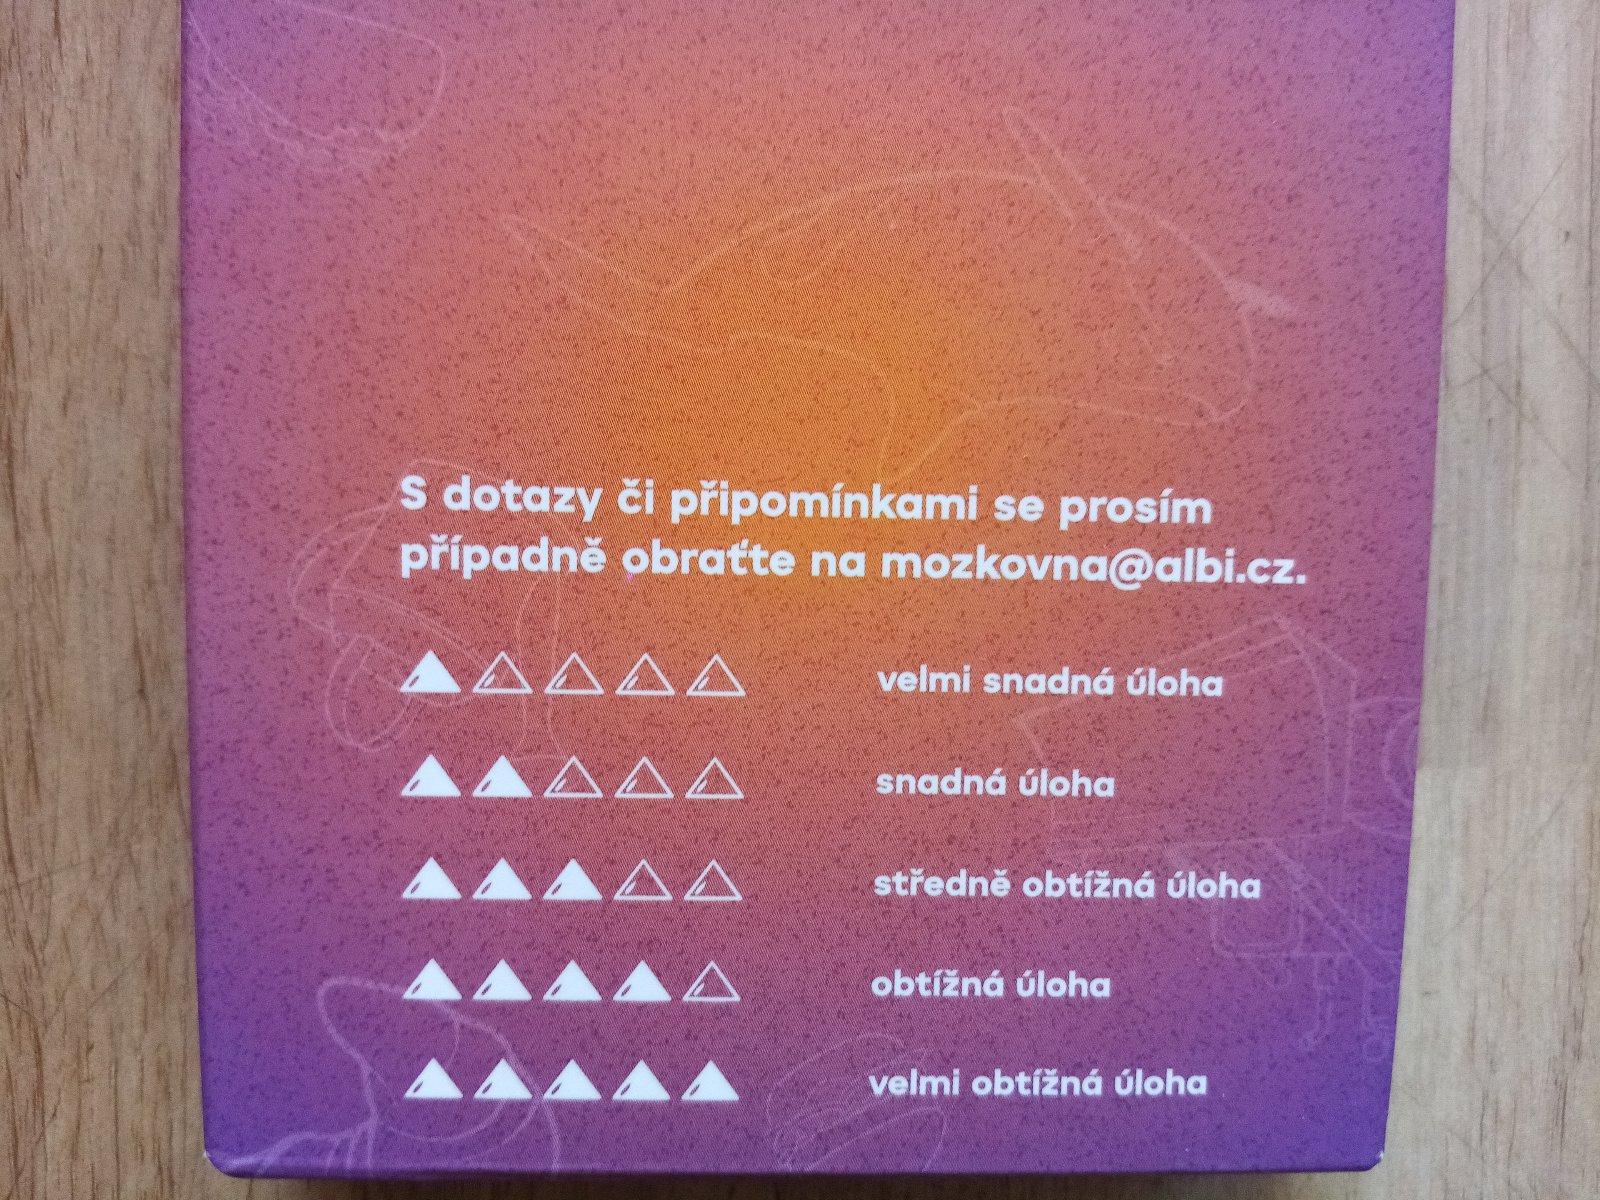 S dotazy či připomínkami se prosím
případně obraťte na mozkovna@albi.cz.
velmi snadná úloha
snadná úloha
středně obtížná úloha
obtížná úloha
velmi obtížná úloha